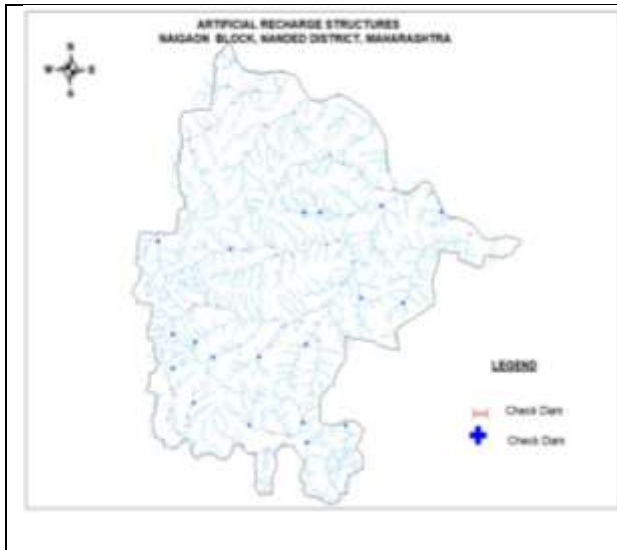 ARTIFICIAL RECHARGE STRUCTURES
NAIGAON BLOCK, NANDED DISTRICT, MAHARASHTRA
N
W E
S
LEGEND
Check Dam
Check Dam